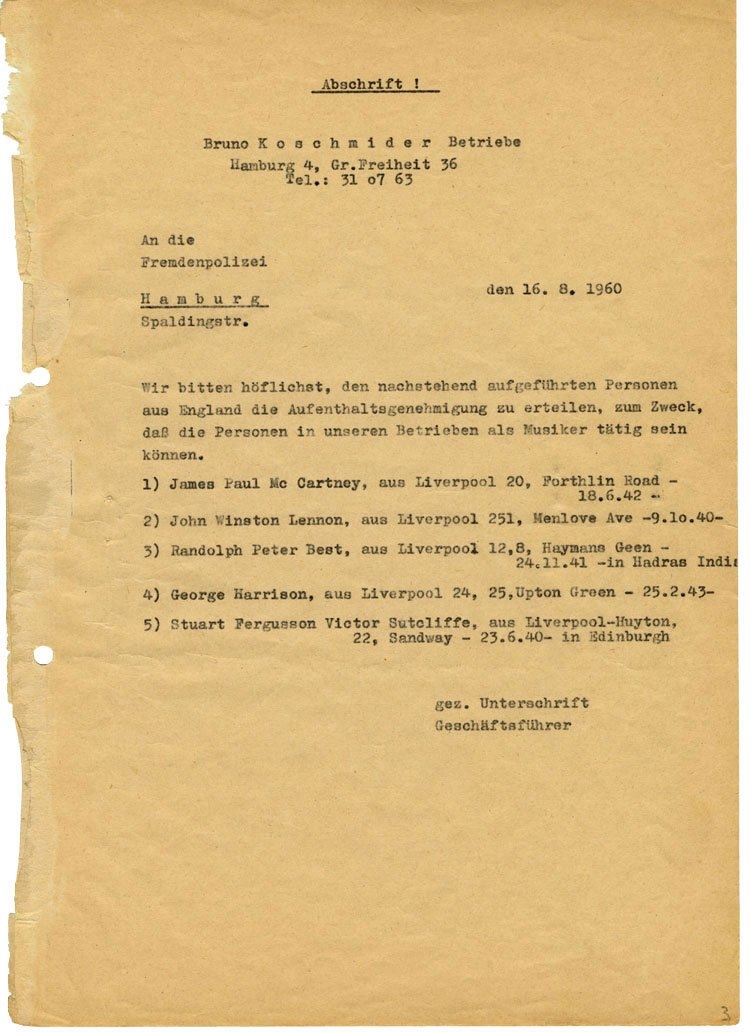 Abschrift !
Bruno K o s c h m i d e r Betriebe
Hamburg 4, Gr.Freiheit 36
Tel.: 31 o7 63
An die
Fremdenpolizei
den 16. 8. 1960
H a m b u r g
Spaldingstr.
Wir bitten höflichst, den nachstehend aufgeführten Personen
aus England die Aufenthaltsgenehmigung zu erteilen, zum Zweck,
daß die Personen in unseren Betrieben als Musiker tätig sein
können.
1) James Paul Mc Cartney, aus Liverpool 20, Forthlin Road -
18.6.42 -
2) John Winston Lennon, aus Liverpool 251, Menlove Ave -9.1o.40-
3) Randolph Peter Best, aus Liverpool 12,8, Haymans Geen -
24.11.41 -in Hadras India
4) George Harrison, aus Liverpool 24, 25,Upton Green - 25.2.43-
5) Stuart Fergusson Victor Sutcliffe, aus Liverpool-Huyton,
22, Sandway - 23.6.40- in Edinburgh
gez. Unterschrift
Geschäftsführer
3